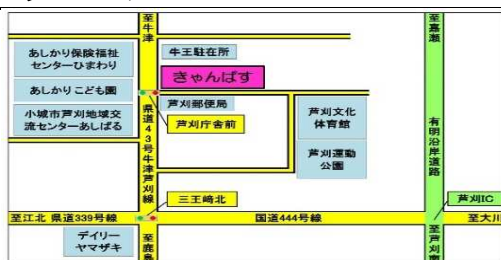 至牛津
至嘉瀬
あしかり保険福祉
センターひまわり
牛王駐在所
きゃんぱす
あしかりこども園
芦刈郵便局
小城市芦刈地域交
流センターあしぱる
芦刈庁舎前
県道43号牛津芦刈線
芦刈文化
体育館
芦刈運動
公園
有明沿岸道路
三王崎北
芦刈IC
至江北 県道339号線
国道444号線
至大川
デイリー
ヤマザキ
至鹿島
至芦刈南